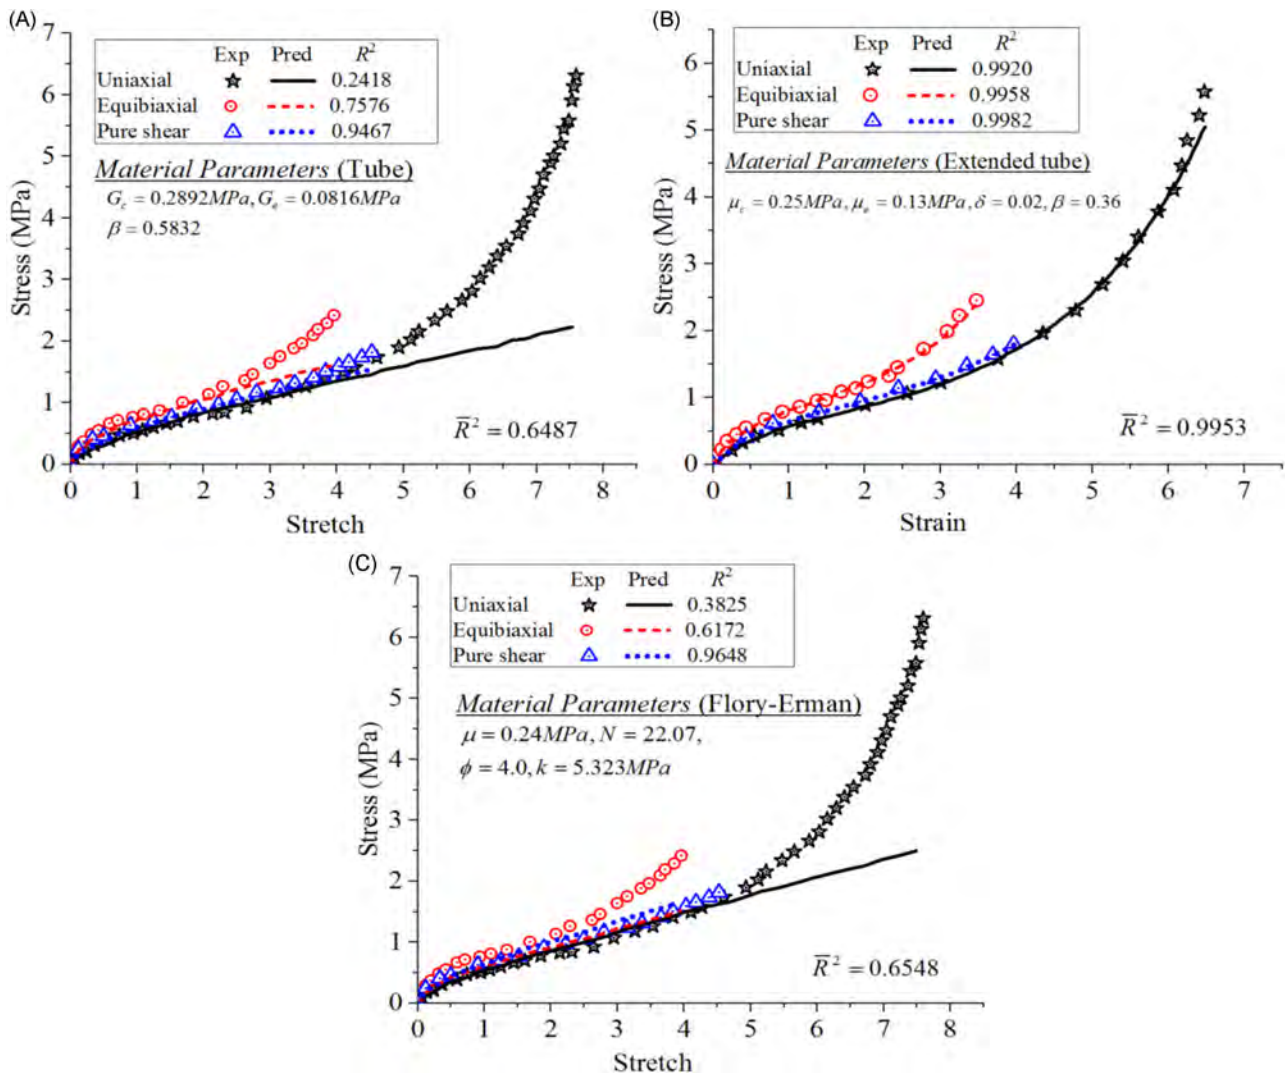 (A)
Exp Pred R²
Uniaxial 0.2418
Equibiaxial 0.7576
Pure shear 0.9467
Material Parameters (Tube)
G_c = 0.2892MPa, G_e = 0.0816MPa
β = 0.5832
R̅² = 0.6487
Stress (MPa)
7
6
5
4
3
2
1
0
0 1 2 3 4 5 6 7 8
Stretch
(B)
Exp Pred R²
Uniaxial 0.9920
Equibiaxial 0.9958
Pure shear 0.9982
Material Parameters (Extended tube)
μ_c = 0.25MPa, μ_e = 0.13MPa, δ = 0.02, β = 0.36
R̅² = 0.9953
Stress (MPa)
6
5
4
3
2
1
0
0 1 2 3 4 5 6 7
Strain
(C)
Exp Pred R²
Uniaxial 0.3825
Equibiaxial 0.6172
Pure shear 0.9648
Material Parameters (Flory-Erman)
μ = 0.24MPa, N = 22.07,
ϕ = 4.0, k = 5.323MPa
R̅² = 0.6548
Stress (MPa)
7
6
5
4
3
2
1
0
0 1 2 3 4 5 6 7 8
Stretch